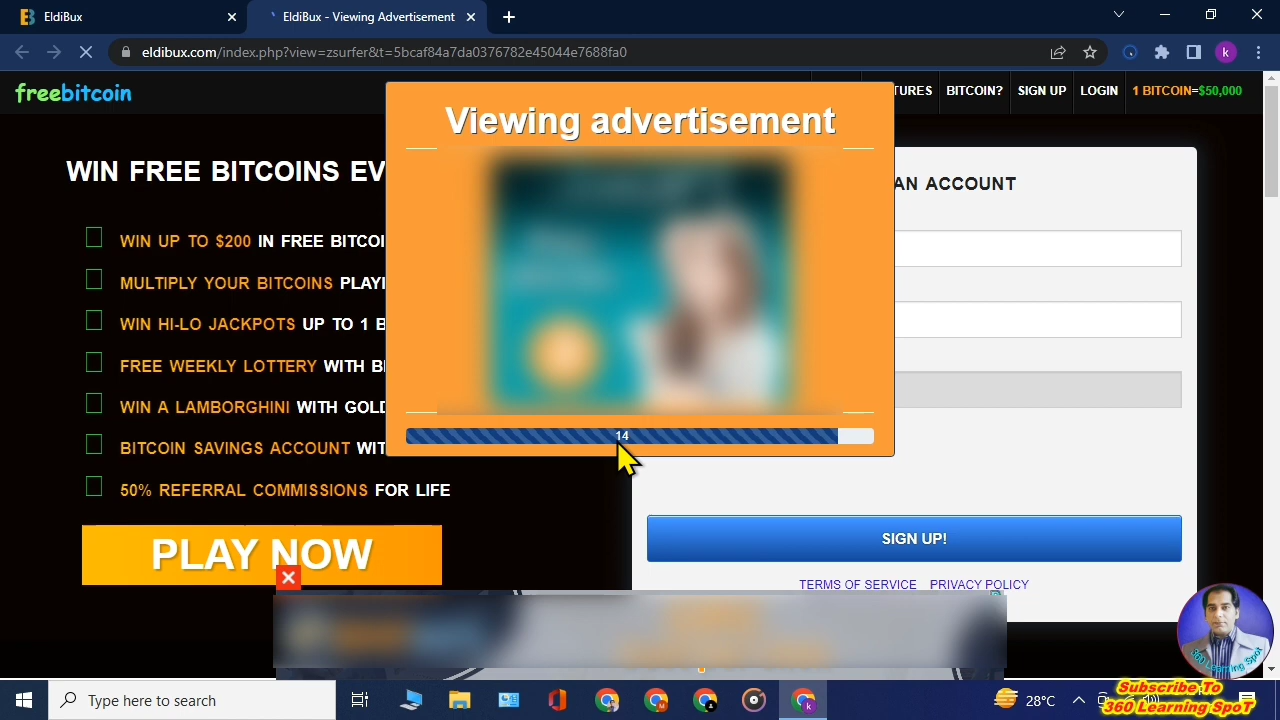 EldiBux
EldiBux - Viewing Advertisement
eldibux.com/index.php?view=zsurfer&t=5bcaf84a7da0376782e45044e7688fa0
k
freebitcoin
TURES
BITCOIN?
SIGN UP
LOGIN
1 BITCOIN=$50,000
Viewing advertisement
14
WIN FREE BITCOINS EV
WIN UP TO $200 IN FREE BITCOI
MULTIPLY YOUR BITCOINS PLAYI
WIN HI-LO JACKPOTS UP TO 1 B
FREE WEEKLY LOTTERY WITH BI
WIN A LAMBORGHINI WITH GOLD
BITCOIN SAVINGS ACCOUNT WIT
50% REFERRAL COMMISSIONS FOR LIFE
PLAY NOW
AN ACCOUNT
SIGN UP!
TERMS OF SERVICE
PRIVACY POLICY
360 Learning Spot
Type here to search
28°C
Subscribe To
360 Learning SpoT